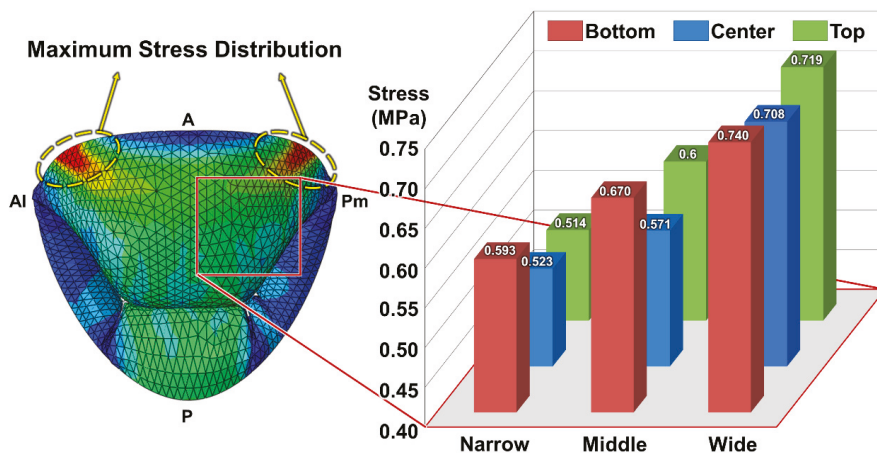 Maximum Stress Distribution
A
Al
Pm
P
Bottom
Center
Top
Stress
(MPa)
0.75
0.70
0.65
0.60
0.55
0.50
0.45
0.40
0.593
0.523
0.514
0.670
0.571
0.6
0.740
0.708
0.719
Narrow
Middle
Wide